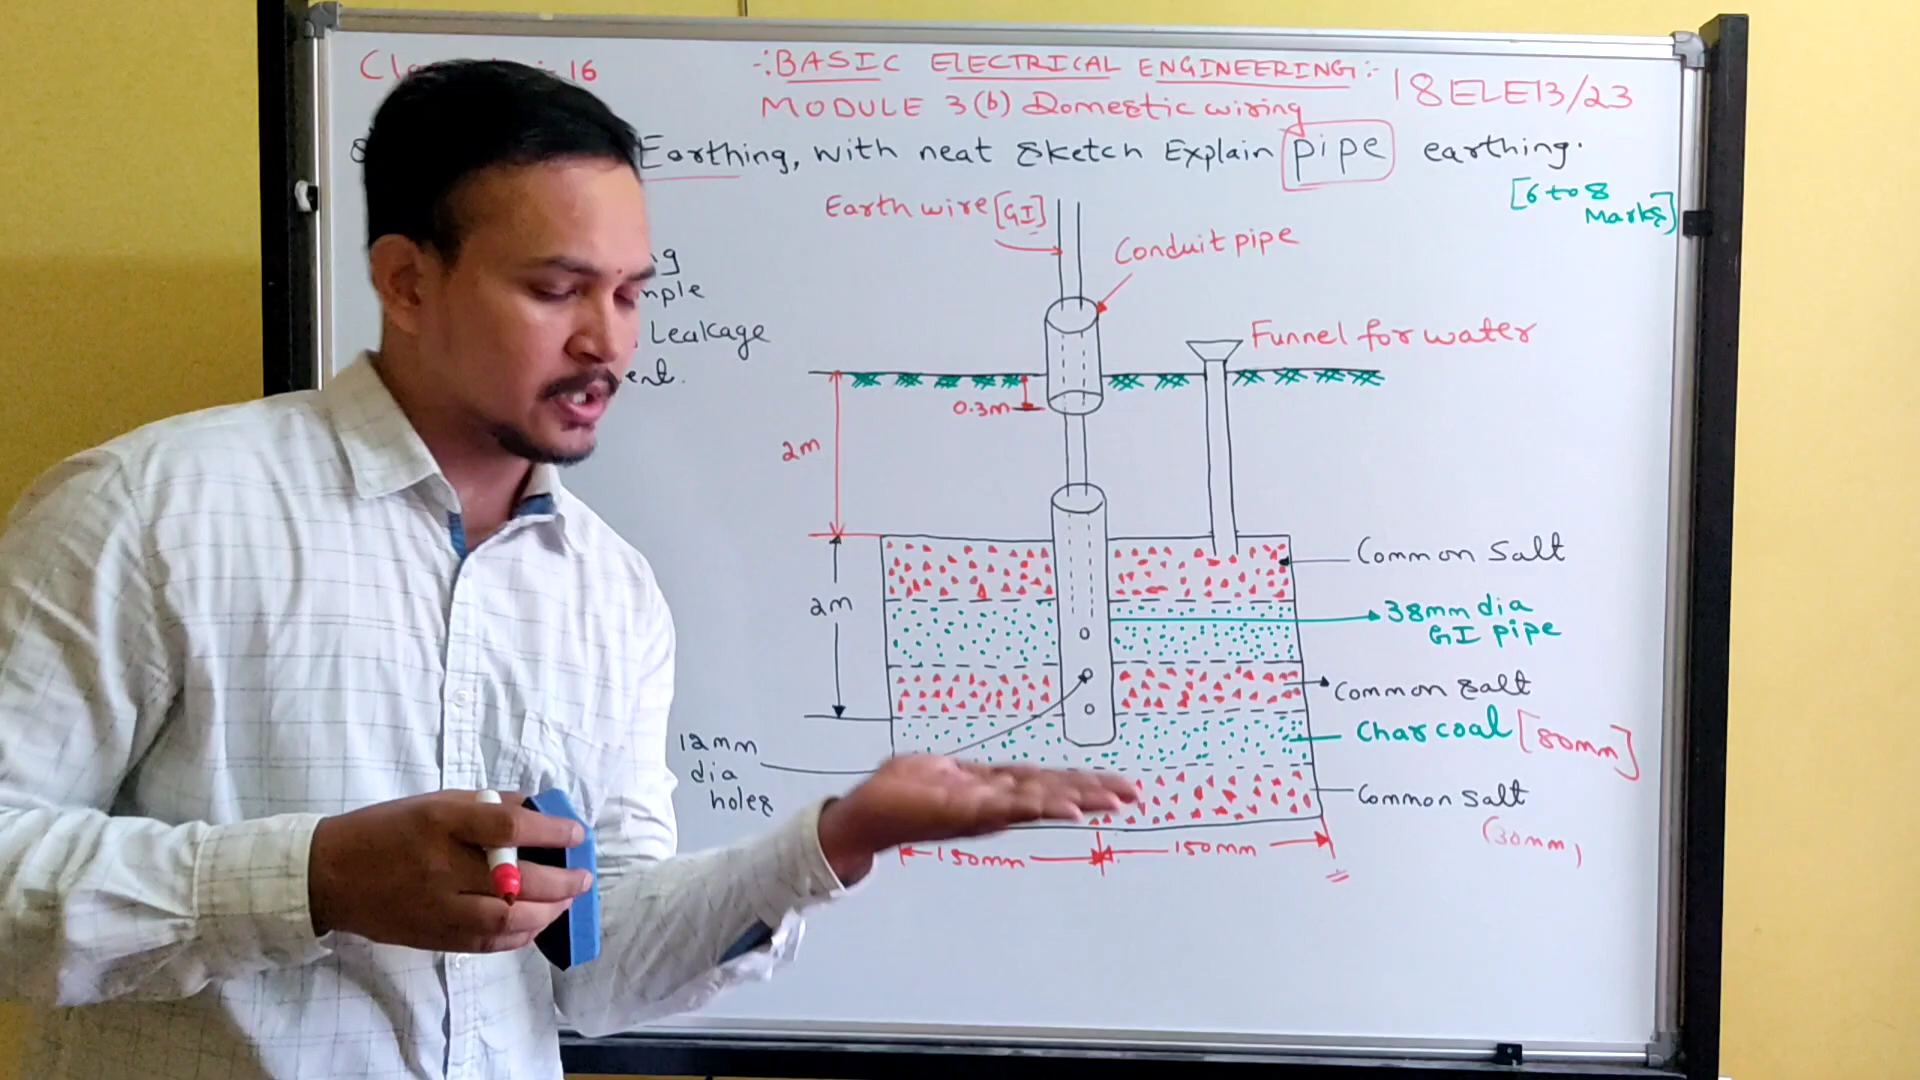 16
-:BASIC ELECTRICAL ENGINEERING:-
18ELE13/23
MODULE 3(b) Domestic wiring
Earthing, with neat sketch Explain pipe earthing.
[6 to 8
Marks]
Earth wire [GI]
Conduit pipe
Leakage
Funnel for water
0.3m
2m
Common Salt
2m
38mm dia
GI pipe
Common salt
Charcoal [80mm]
12mm
dia
holes
Common salt
(30mm)
150mm
150mm